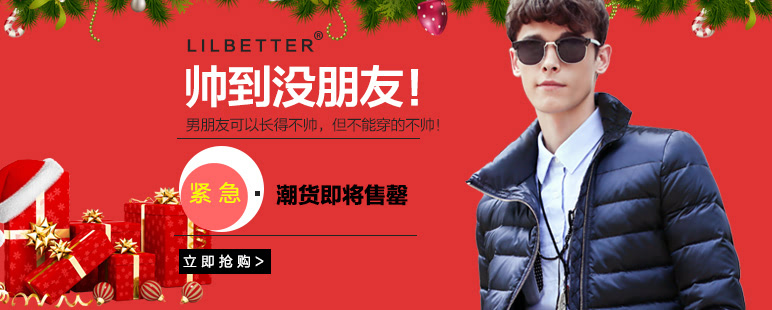 LILBETTER®
帅到没朋友！
男朋友可以长得不帅，但不能穿的不帅！
紧急
潮货即将售罄
立即抢购>